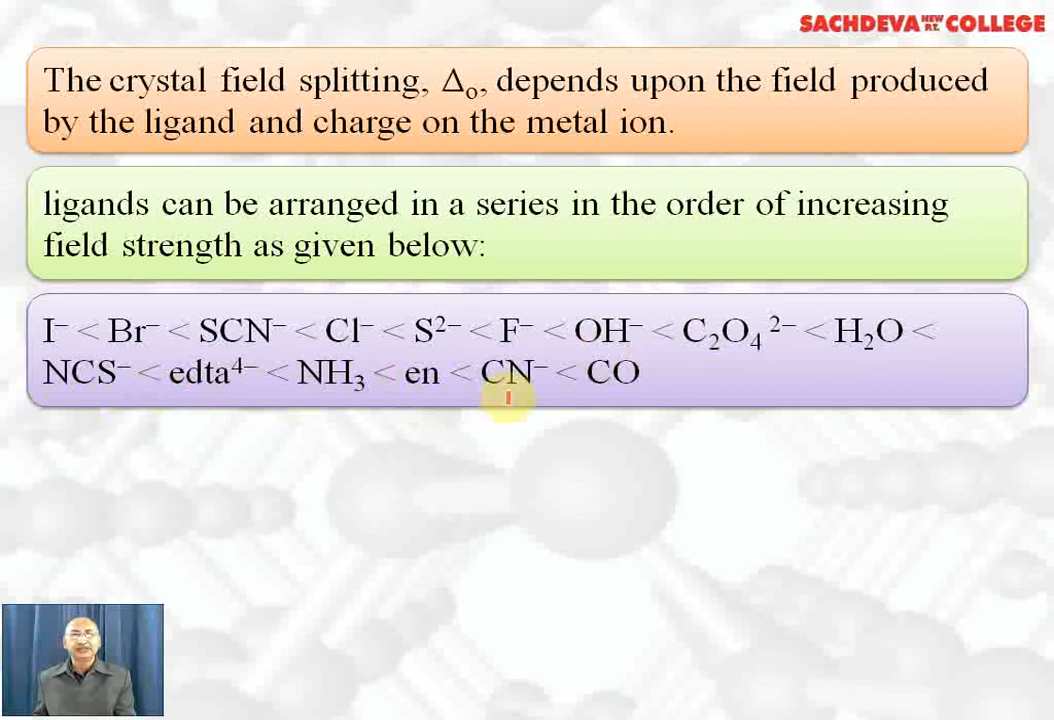 SACHDEVA NEW P.T. COLLEGE
The crystal field splitting, Δₒ, depends upon the field produced
by the ligand and charge on the metal ion.
ligands can be arranged in a series in the order of increasing
field strength as given below:
I⁻ < Br⁻ < SCN⁻ < Cl⁻ < S²⁻ < F⁻ < OH⁻ < C₂O₄ ²⁻ < H₂O <
NCS⁻ < edta⁴⁻ < NH₃ < en < CN⁻ < CO